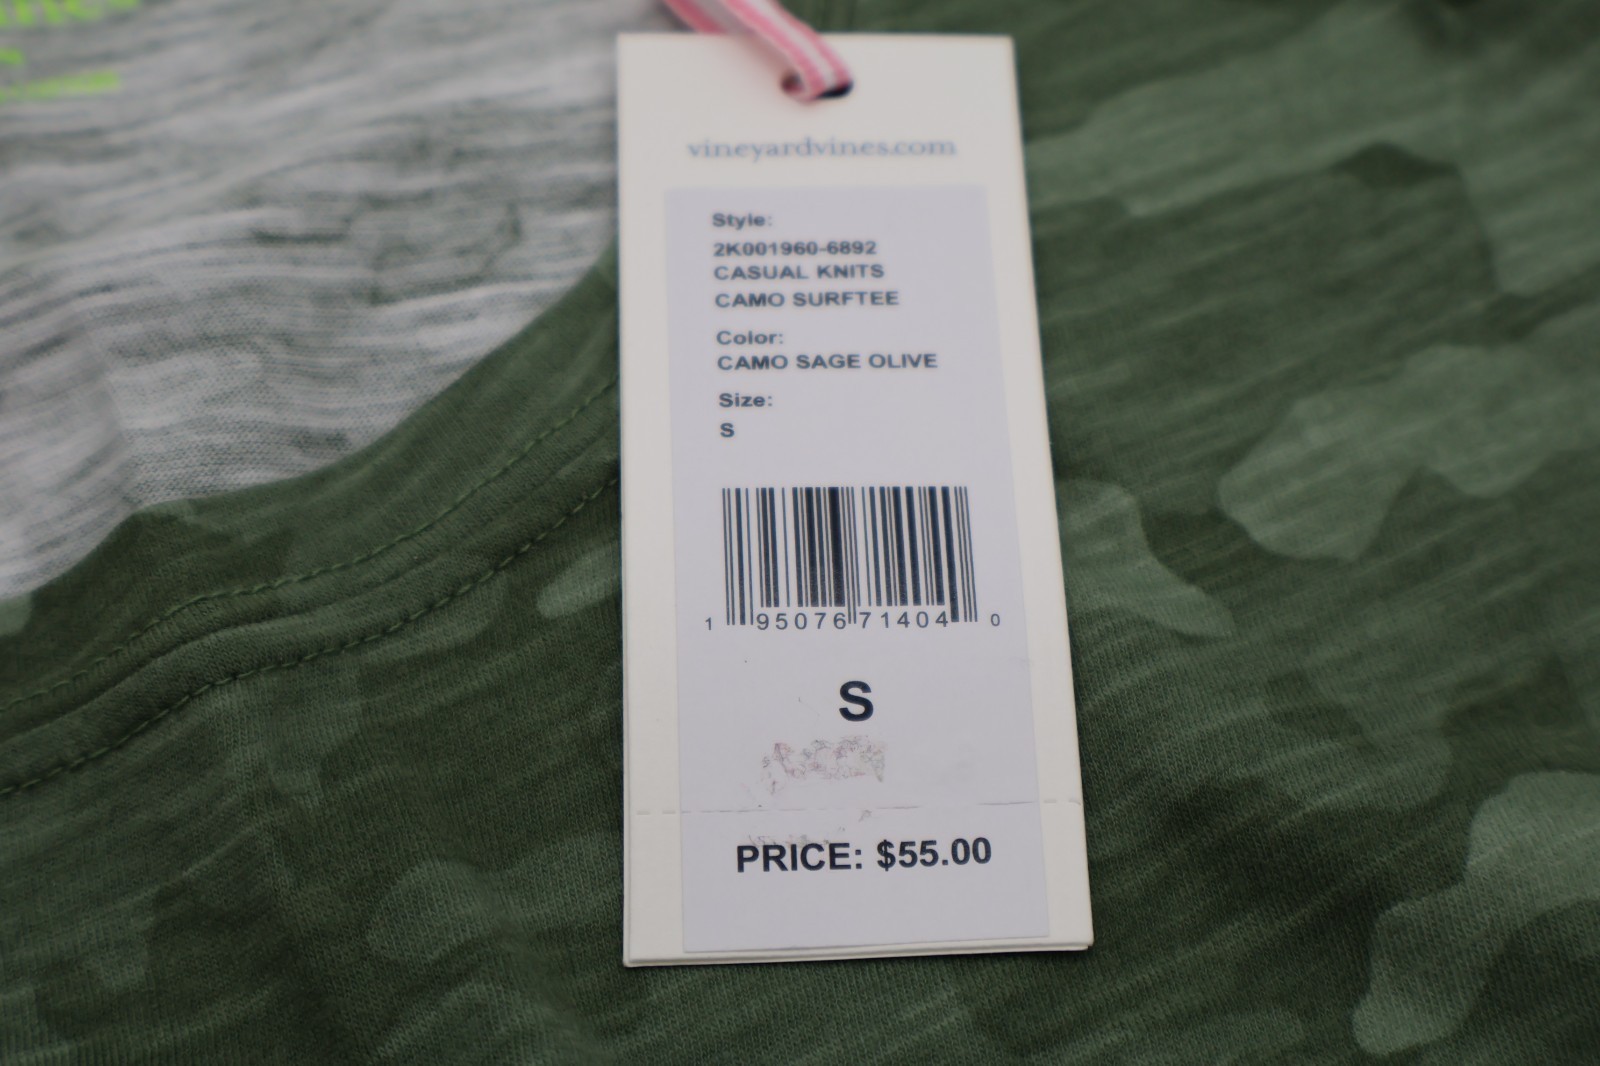 vineyardvines.com
Style:
2K001960-6892
CASUAL KNITS
CAMO SURFTEE
Color:
CAMO SAGE OLIVE
Size:
S
1 95076 71404 0
S
PRICE: $55.00